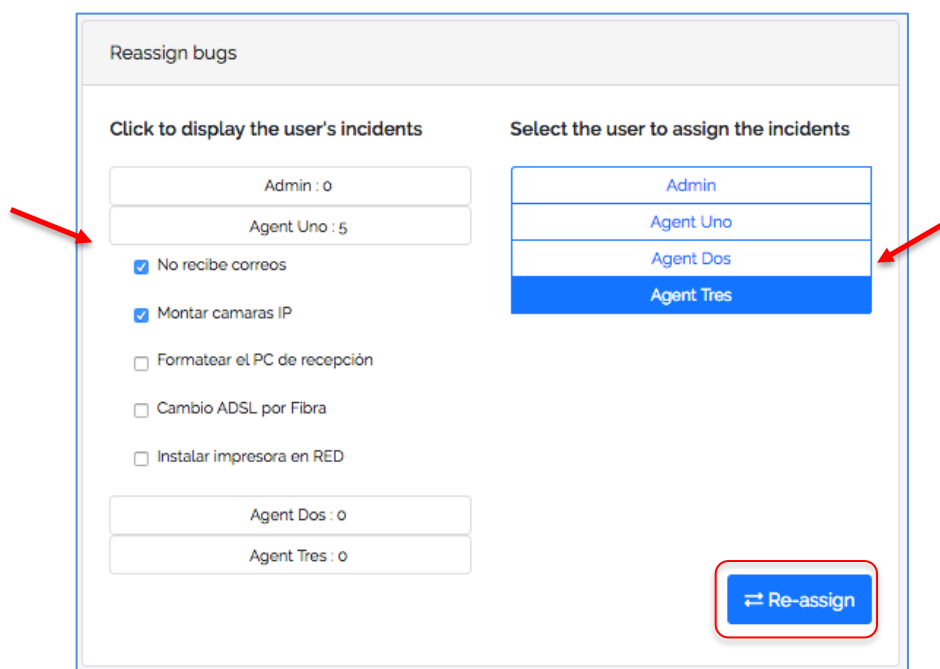 Reassign bugs
Click to display the user's incidents
Admin : 0
Agent Uno : 5
No recibe correos
Montar camaras IP
Formatear el PC de recepción
Cambio ADSL por Fibra
Instalar impresora en RED
Agent Dos : 0
Agent Tres : 0
Select the user to assign the incidents
Admin
Agent Uno
Agent Dos
Agent Tres
Re-assign